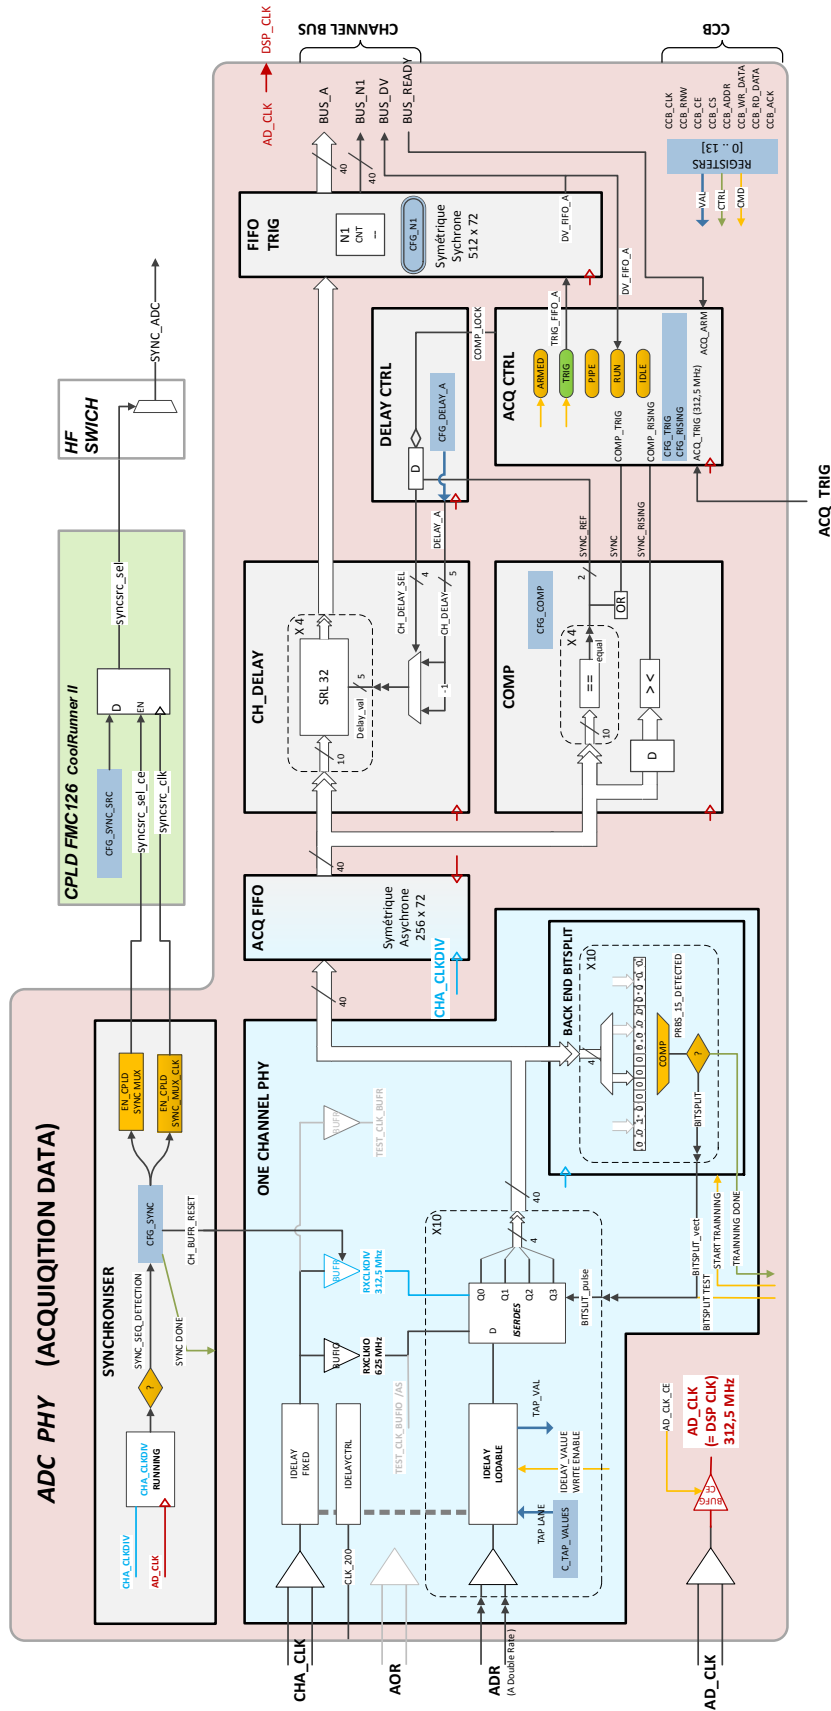 ADC PHY (ACQUIQITION DATA)
SYNCHRONISER
CHA_CLKDIV
AD_CLK
CHA_CLKDIV
RUNNING
?
SYNC_SEQ_DETECTION
SYNC DONE
CFG_SYNC
CH_BUFR_RESET
EN_CPLD
SYNC MUX
EN_CPLD
SYNC_MUX_CLK
CPLD FMC126 CoolRunner II
CFG_SYNC_SRC
syncsrc_sel_ce
syncsrc_clk
D
EN
syncsrc_sel
HF
SWICH
SYNC_ADC
ONE CHANNEL PHY
CHA_CLK
IDELAY
FIXED
CLK_200
IDELAYCTRL
AOR
ADR
(A Double Rate )
BUFIO
RXCLKIO
625 MHz
BUFR
RXCLKDIV
312,5 Mhz
BUFR
TEST_CLK_BUFR
TEST_CLK_BUFIO /AS
X10
IDELAY
LODABLE
TAP_VAL
TAP LANE
C_TAP_VALUES
IDELAY_VALUE
WRITE ENABLE
D
ISERDES
Q0
Q1
Q2
Q3
4
40
BITSLIT_pulse
BITSPLIT_vect
BITSPLIT TEST
START TRAINNING
TRAINNING DONE
BACK END BITSPLIT
X10
4
COMP
PRBS_15_DETECTED
?
BITSPLIT
40
ACQ FIFO
Symétrique
Asychrone
256 x 72
CHA_CLKDIV
40
CH_DELAY
X 4
10
SRL 32
Delay_val
5
-1
CH_DELAY_SEL
4
CH_DELAY
5
DELAY_A
COMP
CFG_COMP
X 4
10
==
equal
D
> <
OR
2
SYNC_REF
SYNC
SYNC_RISING
DELAY CTRL
D
CFG_DELAY_A
COMP_LOCK
ACQ CTRL
ARMED
TRIG
PIPE
RUN
IDLE
COMP_TRIG
COMP_RISING
CFG_TRIG
CFG_RISING
ACQ_TRIG (312,5 MHz)
ACQ_ARM
ACQ TRIG
TRIG_FIFO_A
DV_FIFO_A
FIFO
TRIG
N1
CNT
--
CFG_N1
Symétrique
Sychrone
512 x 72
DV_FIFO_A
40
40
BUS_A
BUS_N1
BUS_DV
BUS_READY
CHANNEL BUS
AD_CLK
DSP_CLK
REGISTERS
[0 .. 13]
VAL
CTRL
CMD
CCB_CLK
CCB_RNW
CCB_CE
CCB_CS
CCB_ADDR
CCB_WR_DATA
CCB_RD_DATA
CCB_ACK
CCB
AD_CLK
BUFG
CE
AD_CLK_CE
AD_CLK
(= DSP CLK)
312,5 MHz